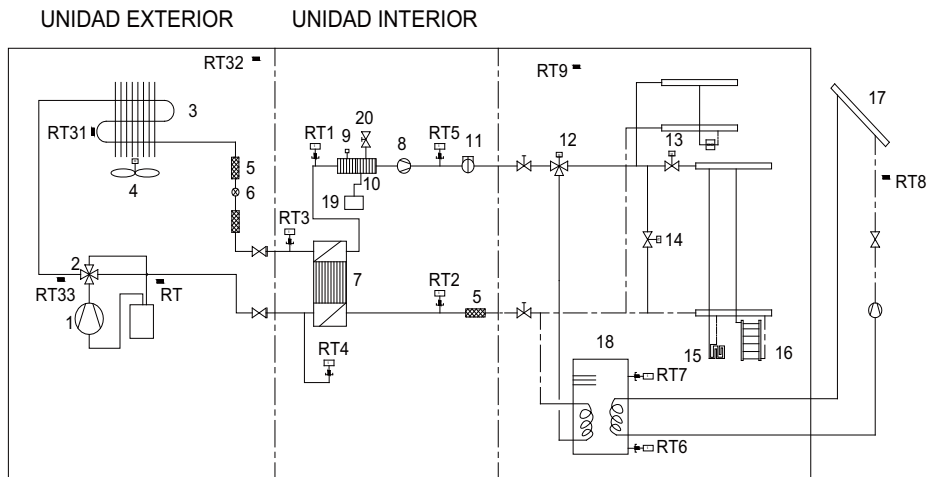 UNIDAD EXTERIOR UNIDAD INTERIOR
RT32
RT9
20
17
3
RT1 9 RT5 11 12 13
RT31
8
5
4
10
6
19
RT8
RT3
14
2
RT2
7
RT33 RT
5
1
18
15 16
RT4
RT7
RT6